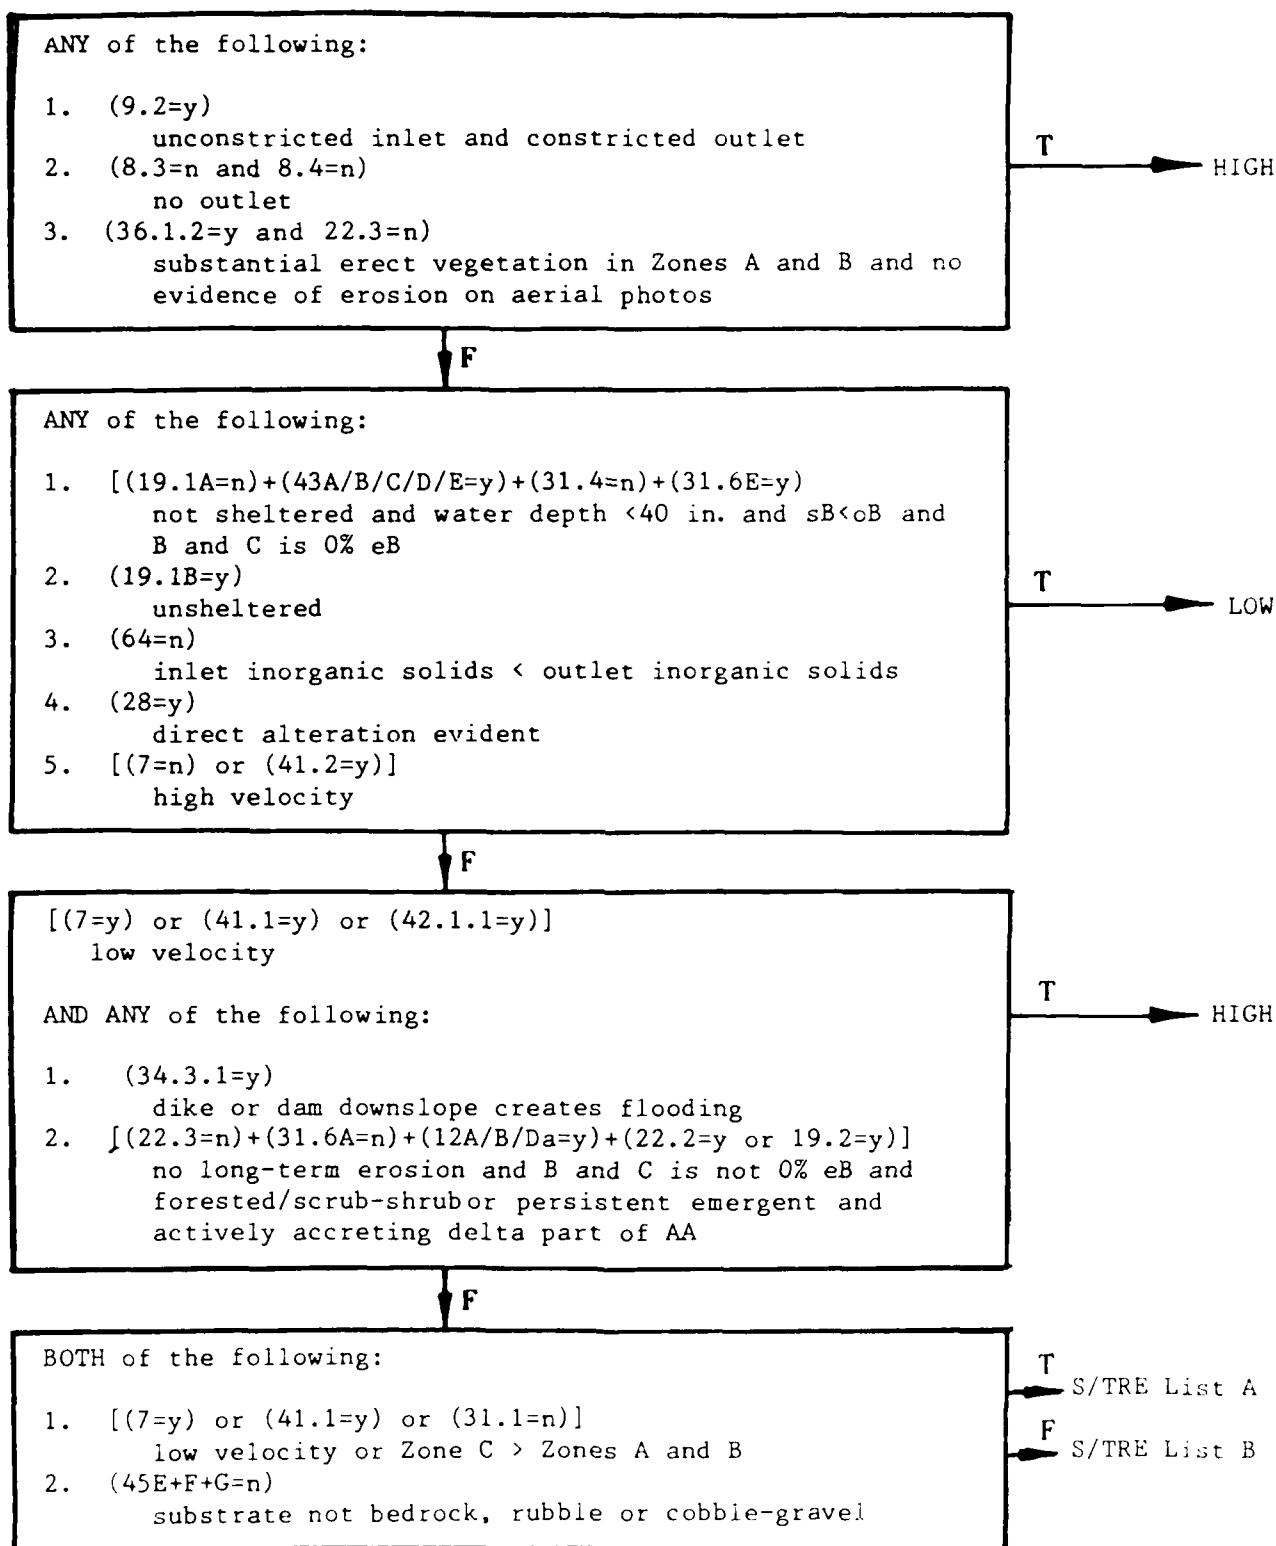 ANY of the following:
1. (9.2=y)
unconstricted inlet and constricted outlet
2. (8.3=n and 8.4=n)
no outlet
3. (36.1.2=y and 22.3=n)
substantial erect vegetation in Zones A and B and no
evidence of erosion on aerial photos
T
HIGH
F
ANY of the following:
1. [(19.1A=n)+(43A/B/C/D/E=y)+(31.4=n)+(31.6E=y)
not sheltered and water depth <40 in. and sB<oB and
B and C is 0% eB
2. (19.1B=y)
unsheltered
3. (64=n)
inlet inorganic solids < outlet inorganic solids
4. (28=y)
direct alteration evident
5. [(7=n) or (41.2=y)]
high velocity
T
LOW
F
[(7=y) or (41.1=y) or (42.1.1=y)]
low velocity
AND ANY of the following:
1. (34.3.1=y)
dike or dam downslope creates flooding
2. [(22.3=n)+(31.6A=n)+(12A/B/Da=y)+(22.2=y or 19.2=y)]
no long-term erosion and B and C is not 0% eB and
forested/scrub-shrubor persistent emergent and
actively accreting delta part of AA
T
HIGH
F
BOTH of the following:
1. [(7=y) or (41.1=y) or (31.1=n)]
low velocity or Zone C > Zones A and B
2. (45E+F+G=n)
substrate not bedrock, rubble or cobble-gravel
T
S/TRE List A
F
S/TRE List B